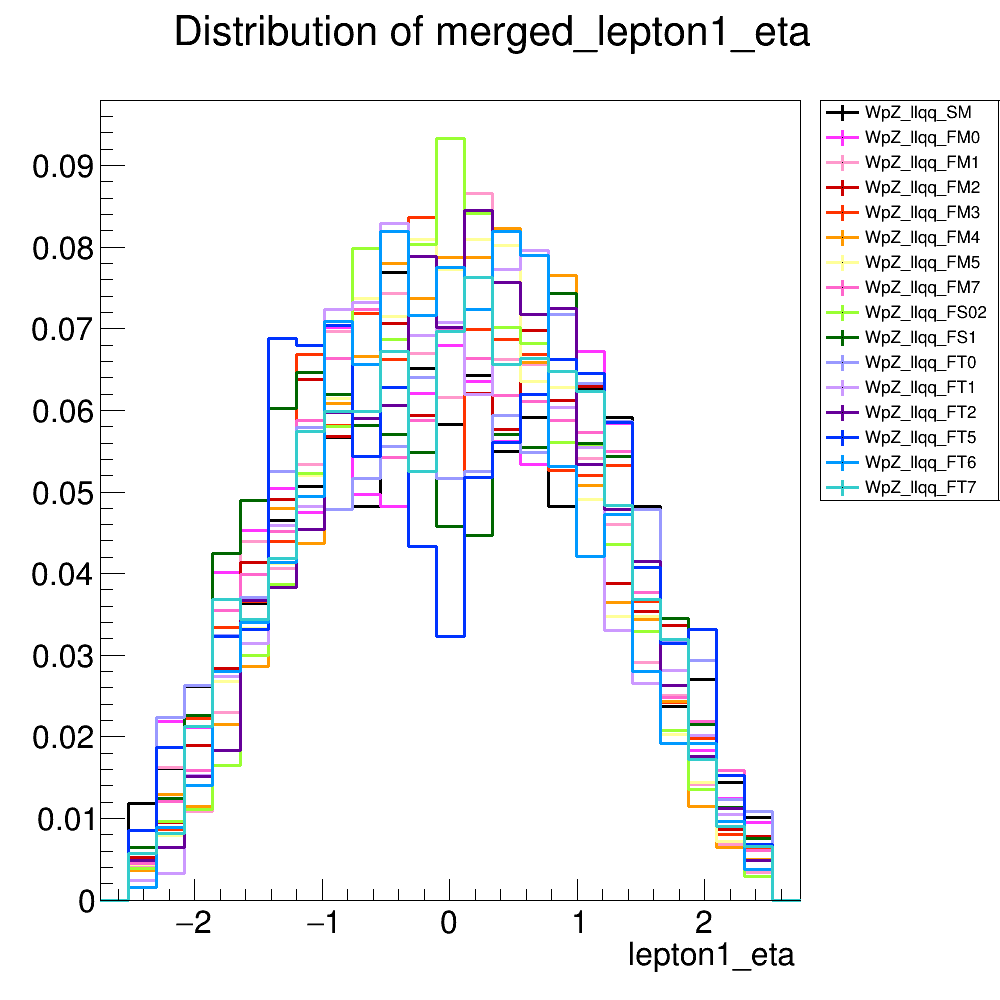 Distribution of merged_lepton1_eta
WpZ_llqq_SM
WpZ_llqq_FM0
WpZ_llqq_FM1
WpZ_llqq_FM2
WpZ_llqq_FM3
WpZ_llqq_FM4
WpZ_llqq_FM5
WpZ_llqq_FM7
WpZ_llqq_FS02
WpZ_llqq_FS1
WpZ_llqq_FT0
WpZ_llqq_FT1
WpZ_llqq_FT2
WpZ_llqq_FT5
WpZ_llqq_FT6
WpZ_llqq_FT7
0.09
0.08
0.07
0.06
0.05
0.04
0.03
0.02
0.01
0
−2 −1 0 1 2
lepton1_eta